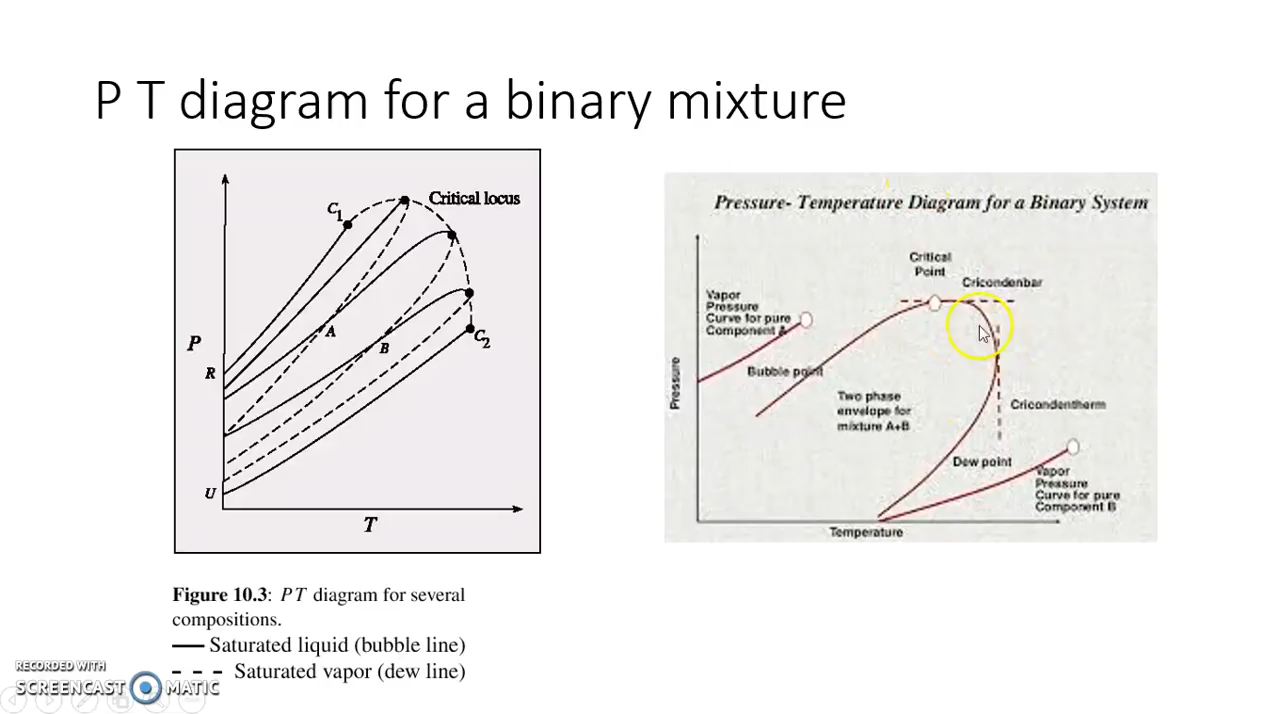 P T diagram for a binary mixture
C1
Critical locus
A
B
C2
P
R
U
T
Figure 10.3: PT diagram for several
compositions.
Saturated liquid (bubble line)
Saturated vapor (dew line)
Pressure- Temperature Diagram for a Binary System
Critical
Point
Cricondenbar
Vapor
Pressure
Curve for pure
Component A
Bubble point
Two phase
envelope for
mixture A+B
Cricondentherm
Dew point
Vapor
Pressure
Curve for pure
Component B
Pressure
Temperature
RECORDED WITH
SCREENCAST MATIC